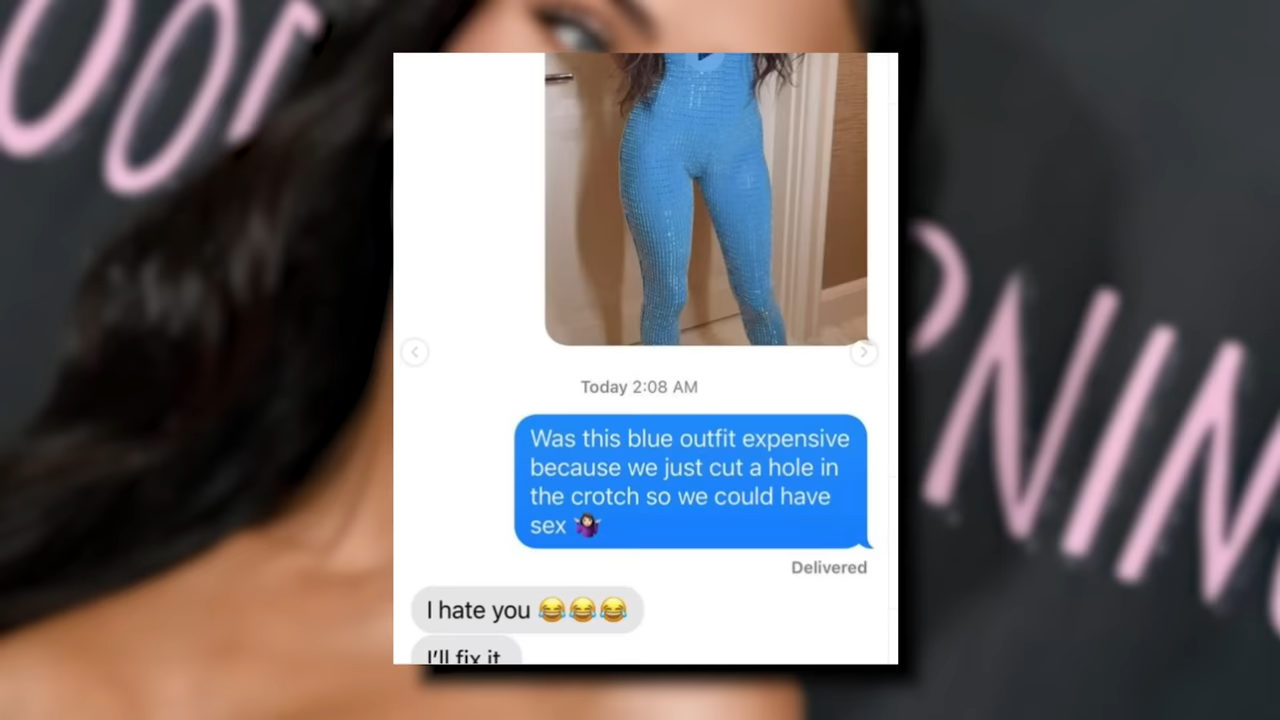 Today 2:08 AM
Was this blue outfit expensive
because we just cut a hole in
the crotch so we could have
sex 🤷🏻‍♀️
Delivered
I hate you 😂😂😂
I'll fix it